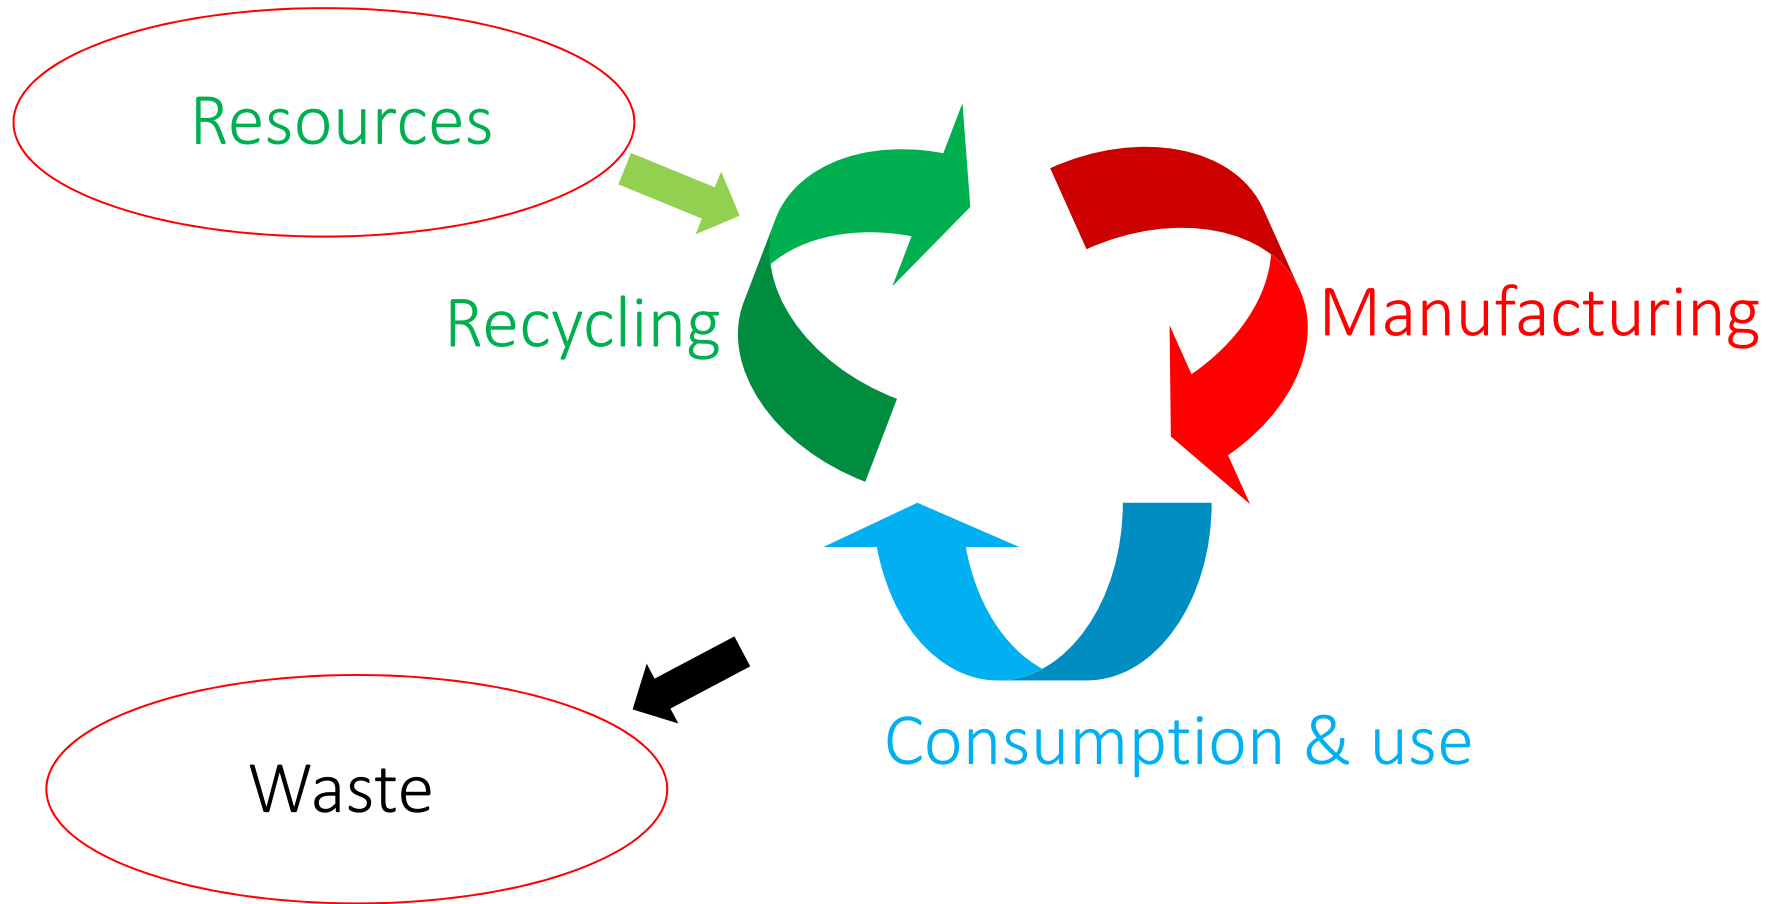 Resources
Recycling
Manufacturing
Consumption & use
Waste